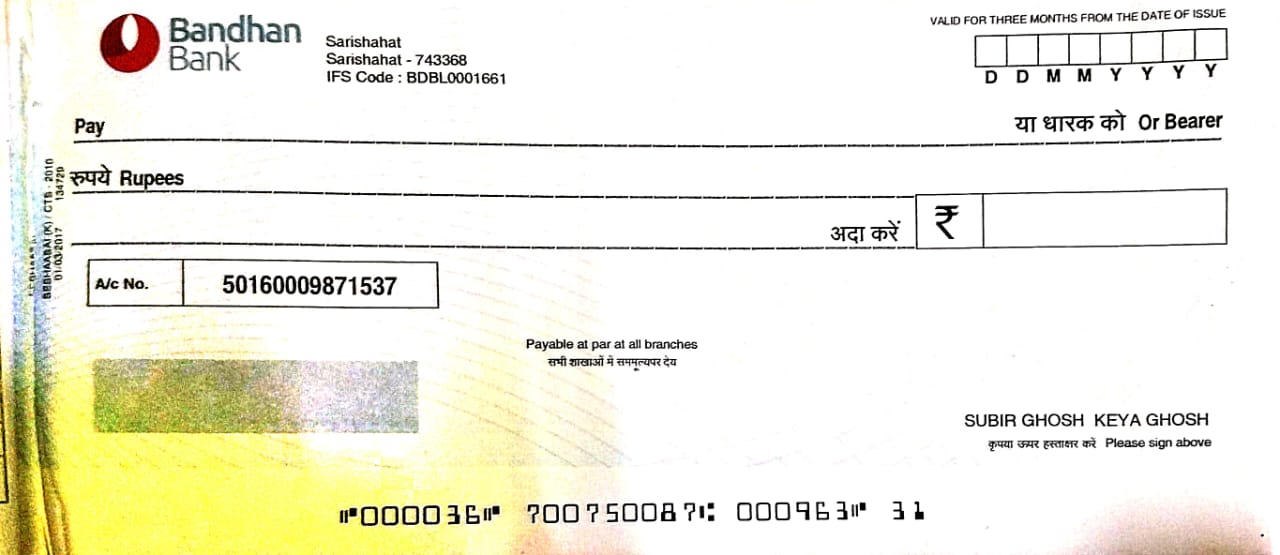 Bandhan
Bank
Sarishahat
Sarishahat - 743368
IFS Code : BDBL0001661
VALID FOR THREE MONTHS FROM THE DATE OF ISSUE
D D M M Y Y Y Y
Pay या धारक को Or Bearer
रुपये Rupees
अदा करें ₹
A/c No. 50160009871537
Payable at par at all branches
सभी शाखाओं में सममूल्यपर देय
SUBIR GHOSH KEYA GHOSH
कृपया ऊपर हस्ताक्षर करें Please sign above
⑈000036⑈ 700750087⑆ 000963⑈ 31
CTS - 2010
134729
01/03/2017